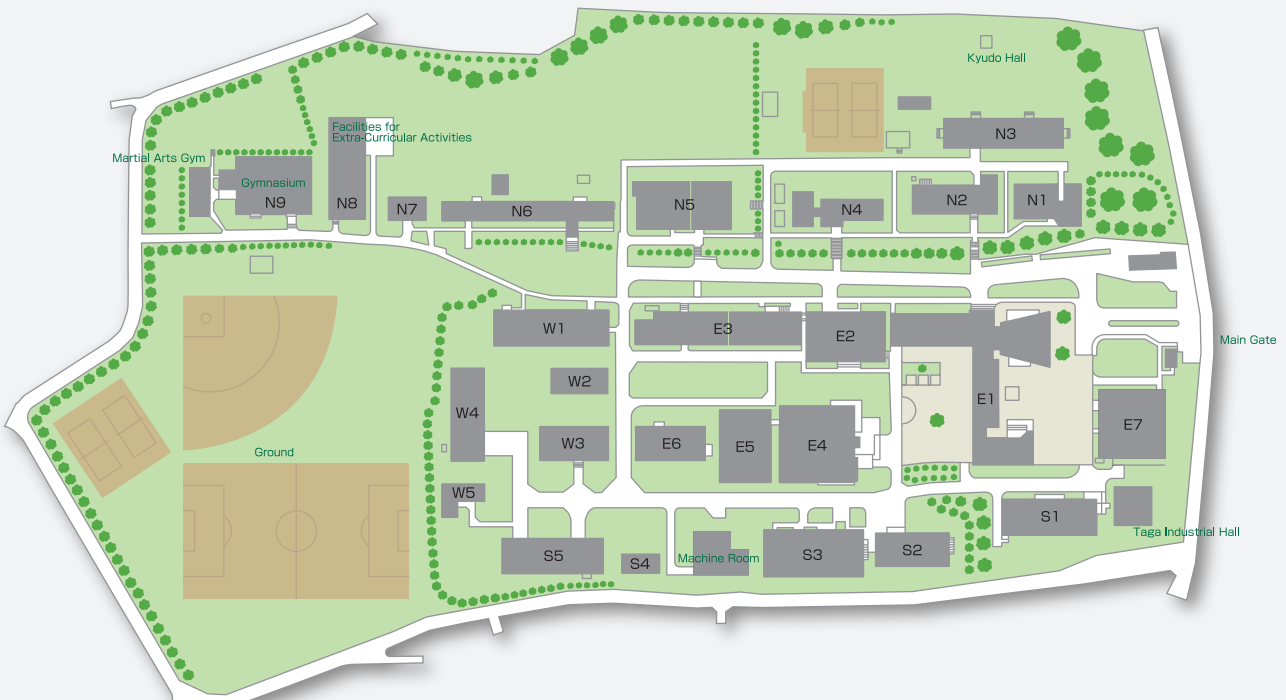 Kyudo Hall
N3
Facilities for
Extra-Curricular Activities
Martial Arts Gym
Gymnasium
N9
N8
N7
N6
N5
N4
N2
N1
W1
E3
E2
Main Gate
W2
W4
W3
E6
E5
E4
E1
E7
Ground
W5
S1
Taga Industrial Hall
S5
S4
Machine Room
S3
S2